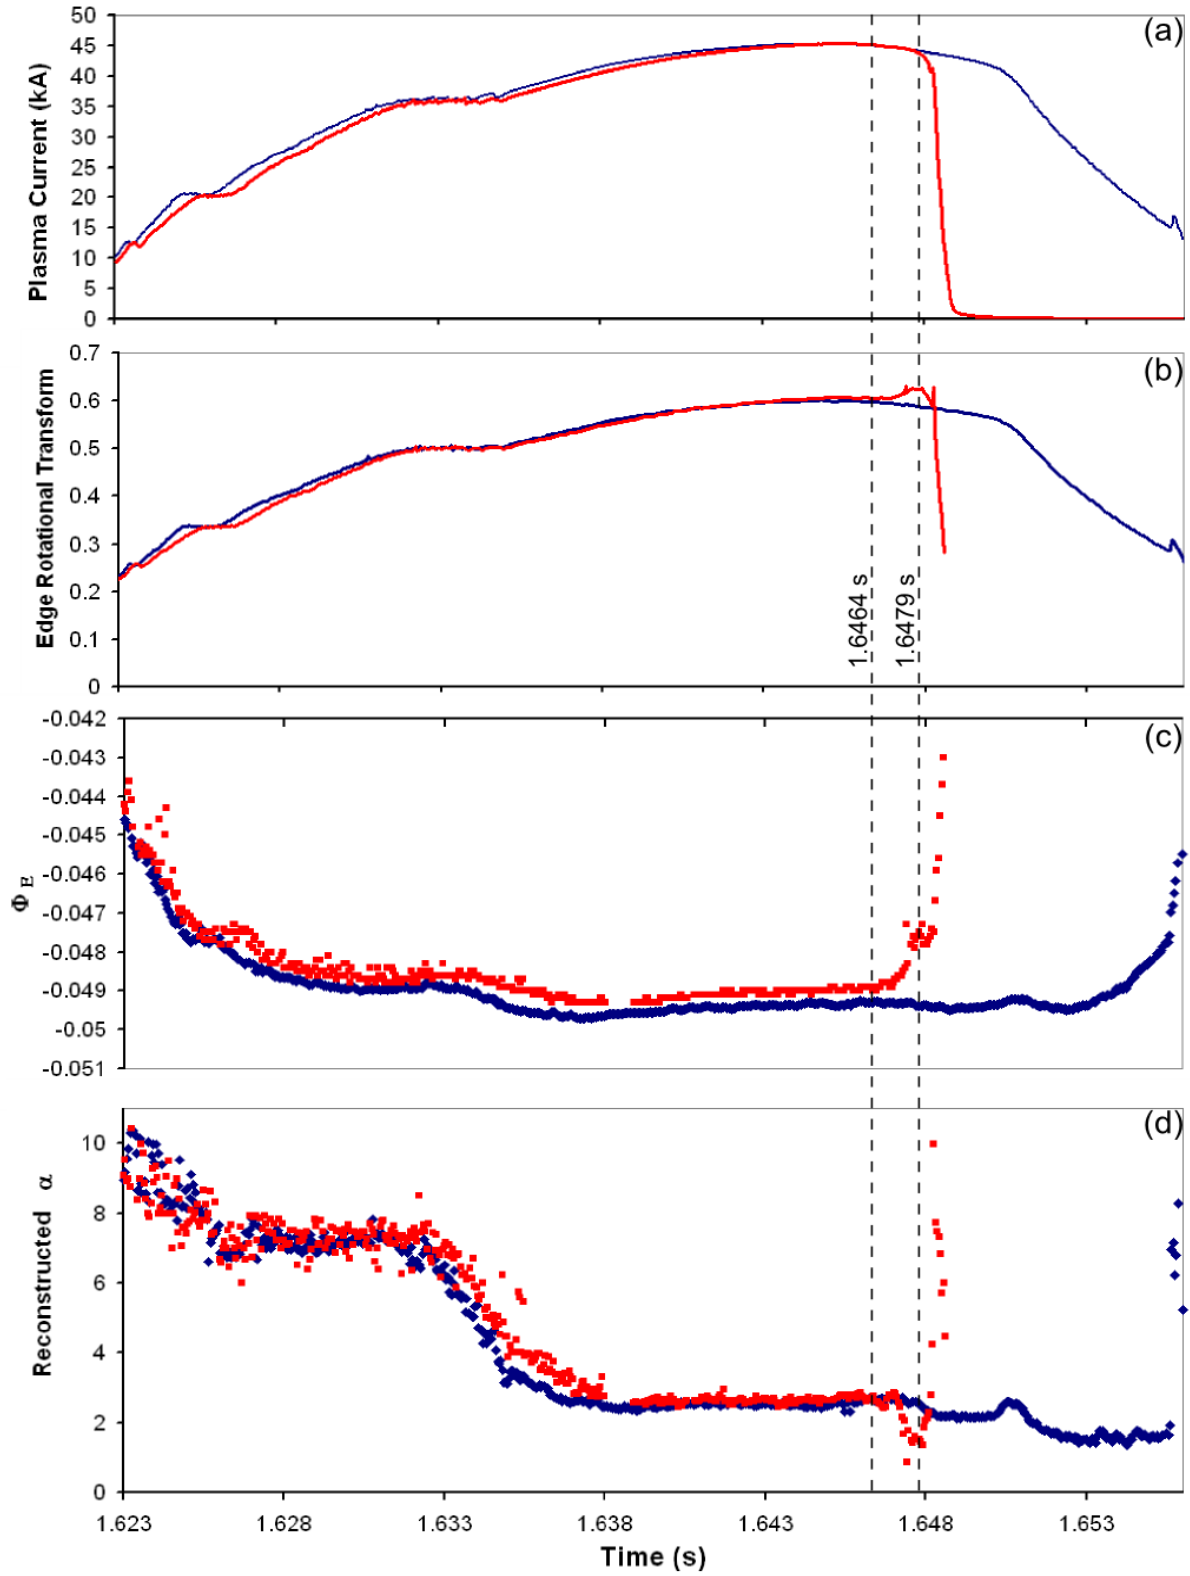 (a)
Plasma Current (kA)
50
45
40
35
30
25
20
15
10
5
0
(b)
Edge Rotational Transform
0.7
0.6
0.5
0.4
0.3
0.2
0.1
0
1.6464 s
1.6479 s
(c)
Φ E
-0.042
-0.043
-0.044
-0.045
-0.046
-0.047
-0.048
-0.049
-0.05
-0.051
(d)
Reconstructed α
10
8
6
4
2
0
1.623 1.628 1.633 1.638 1.643 1.648 1.653
Time (s)